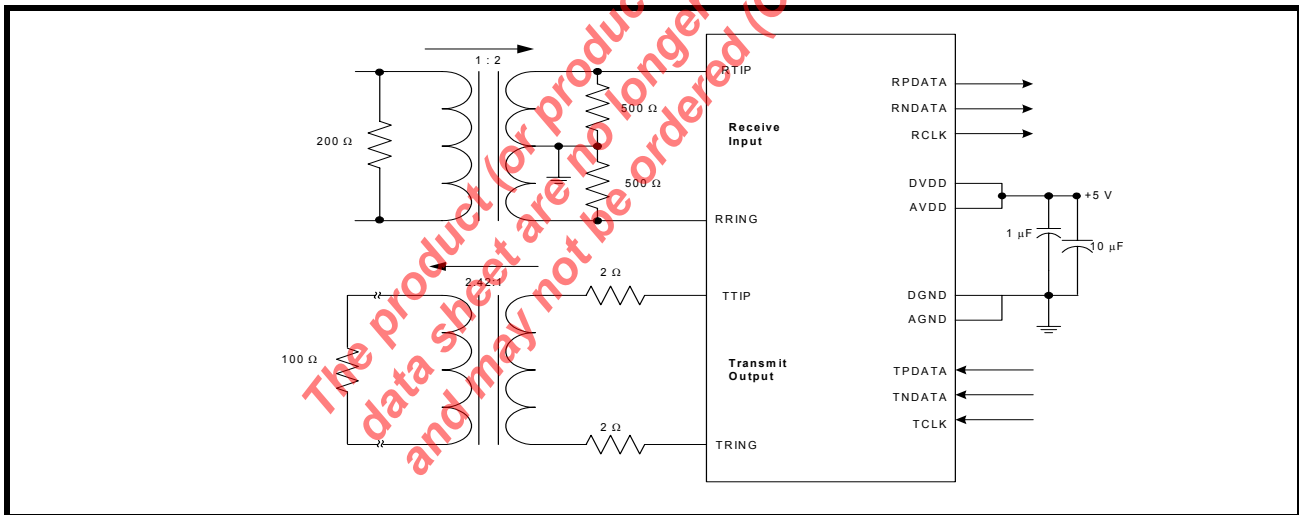 1 : 2
200 Ω
500 Ω
500 Ω
RTIP
Receive
Input
RRING
2.42:1
100 Ω
2 Ω
2 Ω
TTIP
Transmit
Output
TRING
RPDATA
RNDATA
RCLK
DVDD
AVDD
+5 V
1 µF
10 µF
DGND
AGND
TPDATA
TNDATA
TCLK
The product (or product
data sheet are no longer
and may not be ordered (